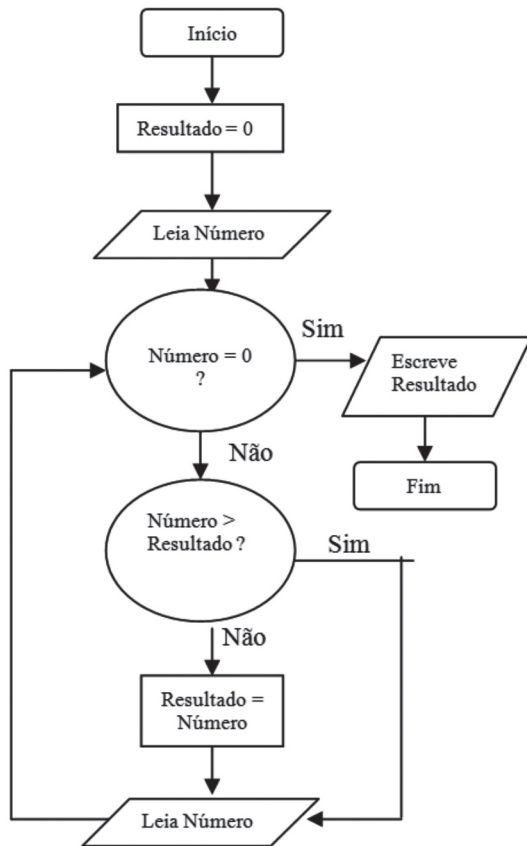 Início
Resultado = 0
Leia Número
Número = 0
?
Sim
Escreve
Resultado
Não
Fim
Número >
Resultado ?
Sim
Não
Resultado =
Número
Leia Número